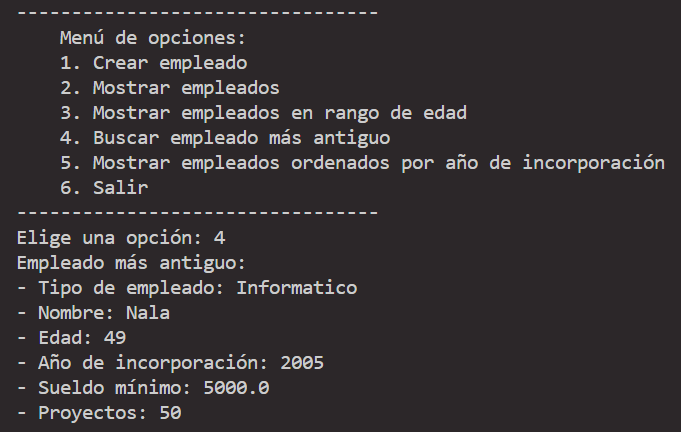 ---------------------------------
Menú de opciones:
1. Crear empleado
2. Mostrar empleados
3. Mostrar empleados en rango de edad
4. Buscar empleado más antiguo
5. Mostrar empleados ordenados por año de incorporación
6. Salir
---------------------------------
Elige una opción: 4
Empleado más antiguo:
- Tipo de empleado: Informatico
- Nombre: Nala
- Edad: 49
- Año de incorporación: 2005
- Sueldo mínimo: 5000.0
- Proyectos: 50